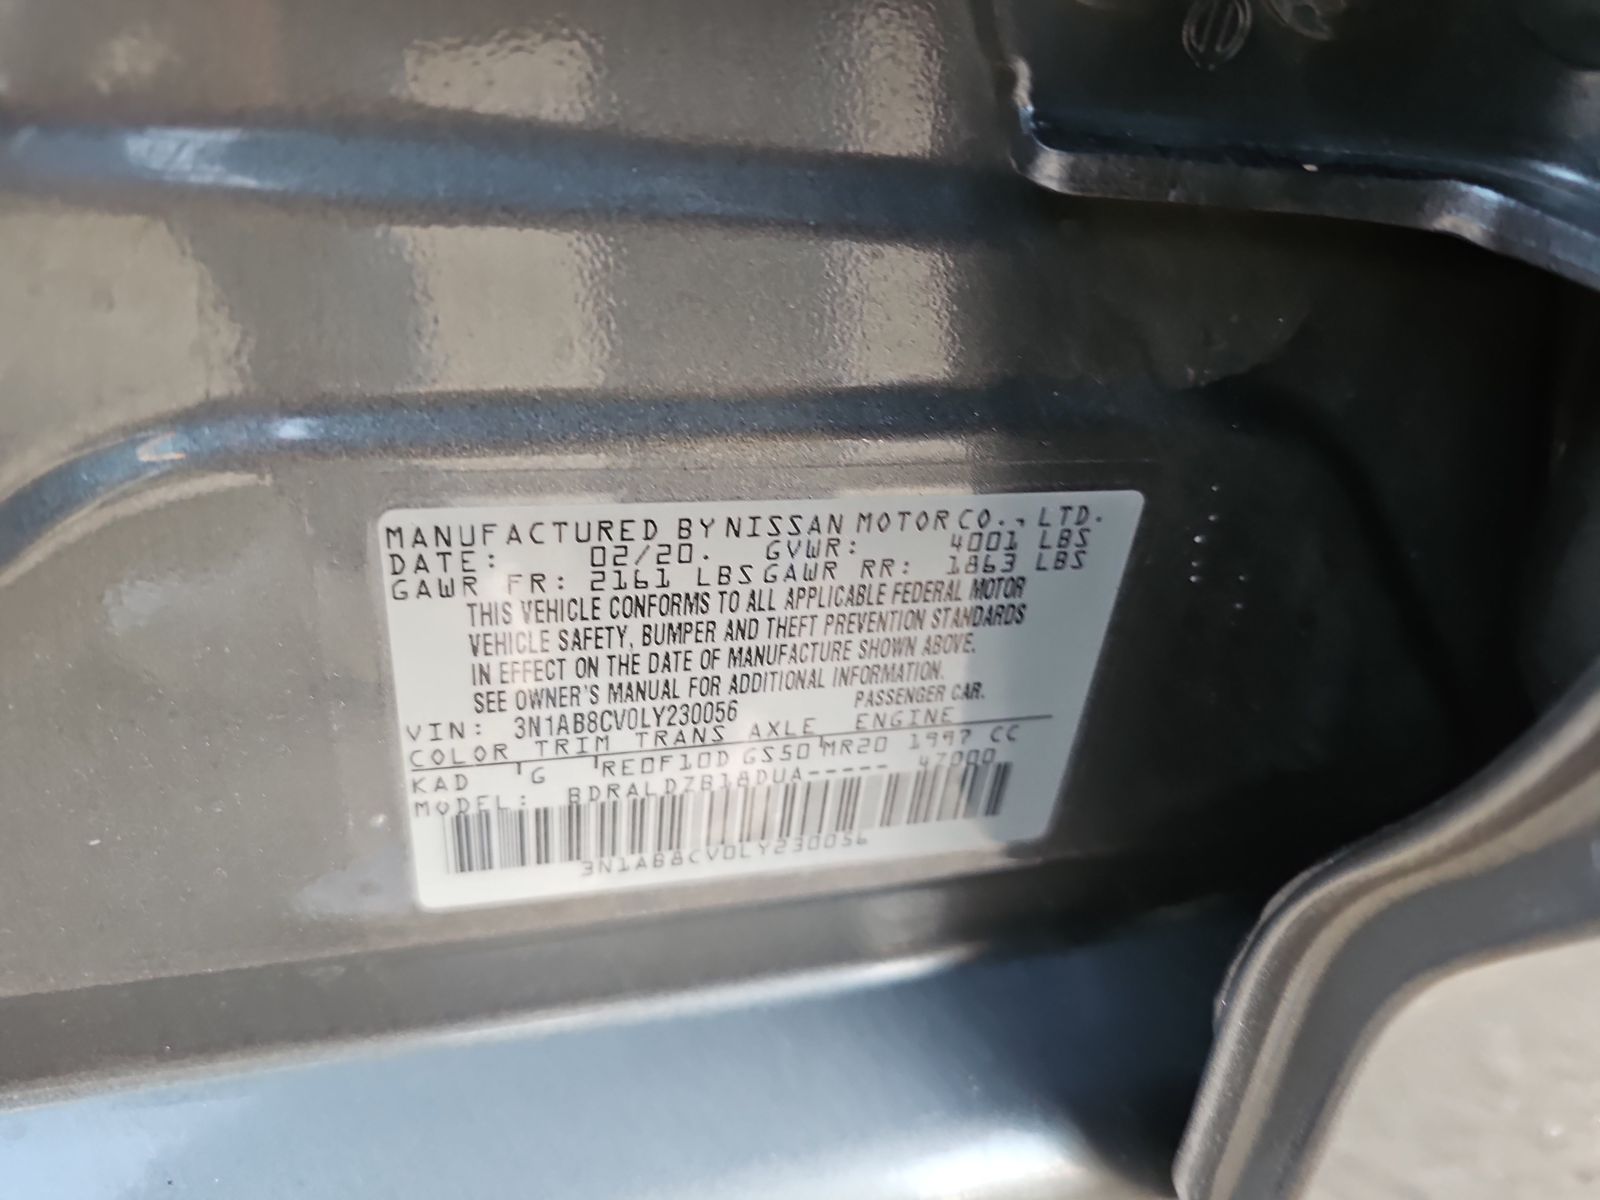 MANUFACTURED BY NISSAN MOTOR CO., LTD.
DATE: 02/20. GVWR: 4001 LBS
GAWR FR: 2161 LBS GAWR RR: 1863 LBS
THIS VEHICLE CONFORMS TO ALL APPLICABLE FEDERAL MOTOR
VEHICLE SAFETY, BUMPER AND THEFT PREVENTION STANDARDS
IN EFFECT ON THE DATE OF MANUFACTURE SHOWN ABOVE.
SEE OWNER'S MANUAL FOR ADDITIONAL INFORMATION.
VIN: 3N1AB8CV0LY230056 PASSENGER CAR.
COLOR TRIM TRANS AXLE ENGINE
KAD G RE0F10D GS50 MR20 1997 CC
MODEL: BDRALDZB18DUA----- 47000
3N1AB8CV0LY230056